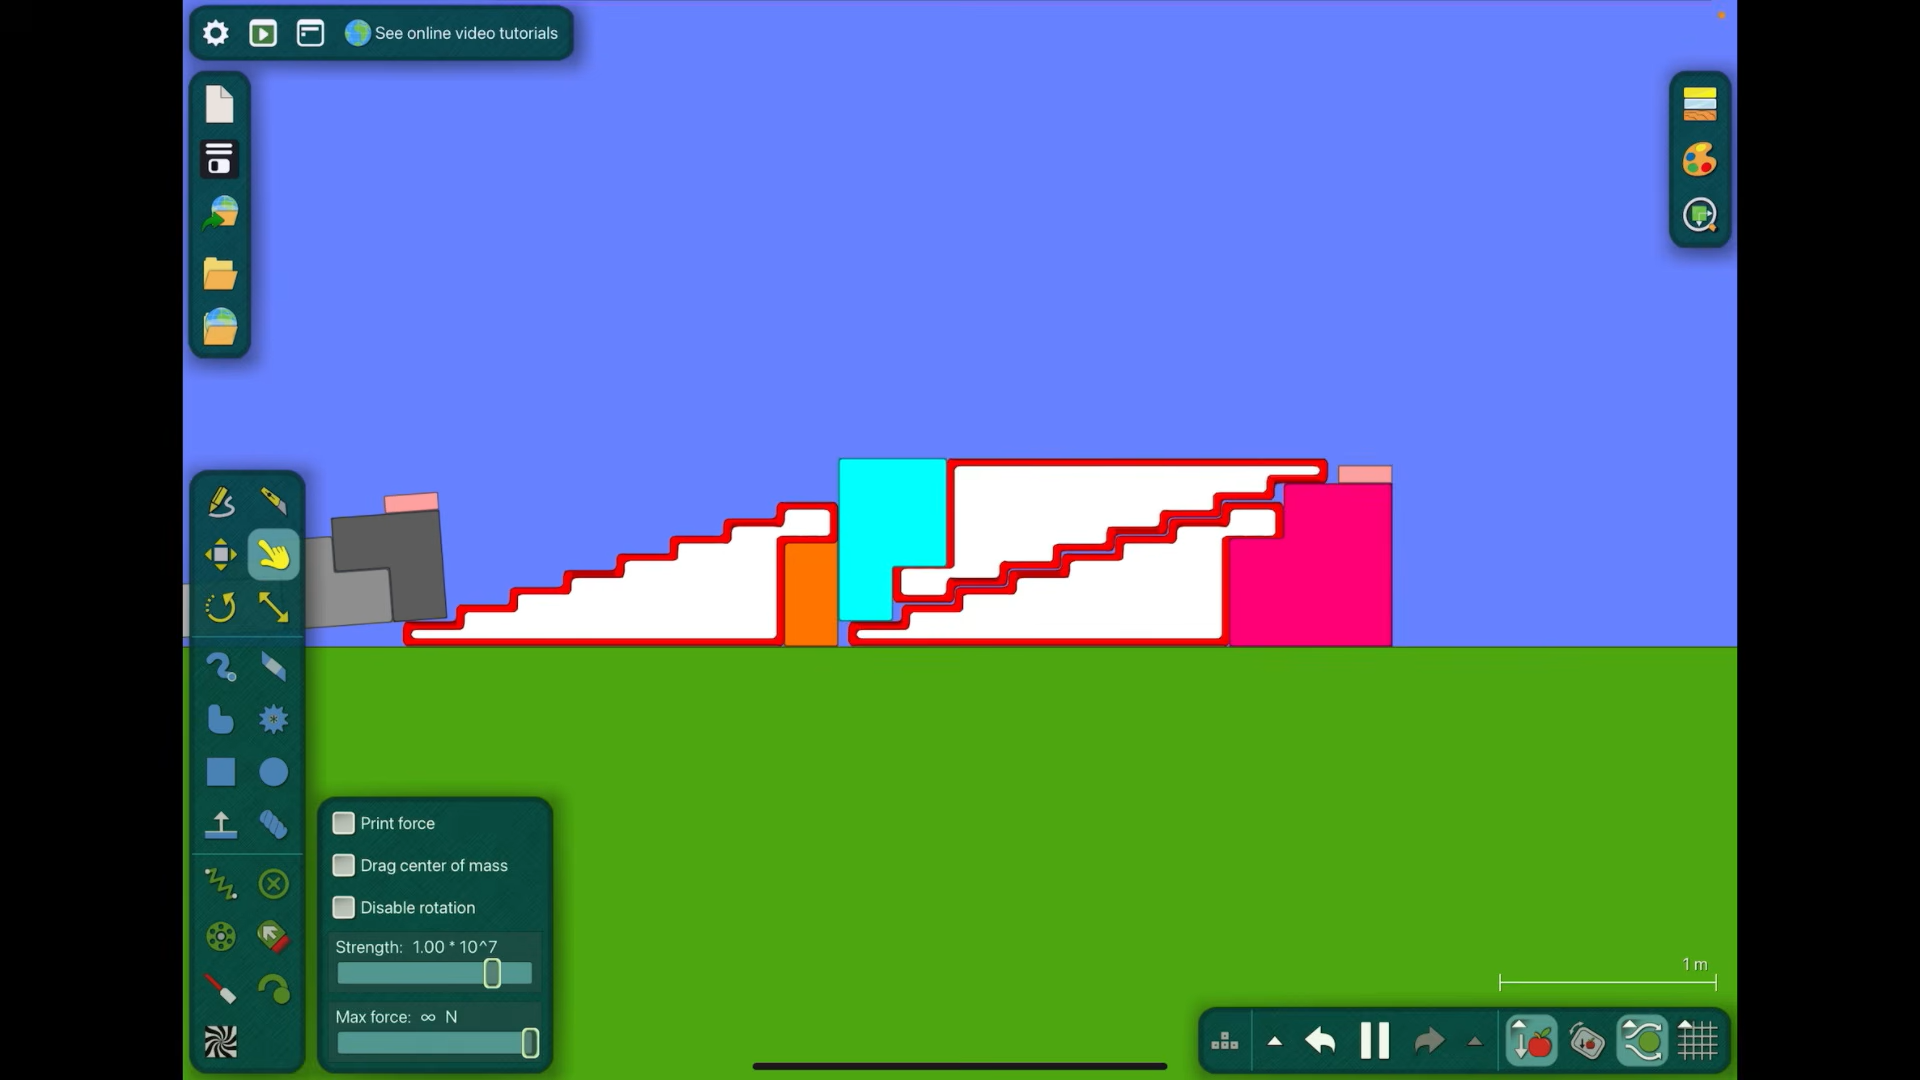 See online video tutorials
Print force
Drag center of mass
Disable rotation
Strength: 1.00 * 10^7
Max force: ∞ N
1 m